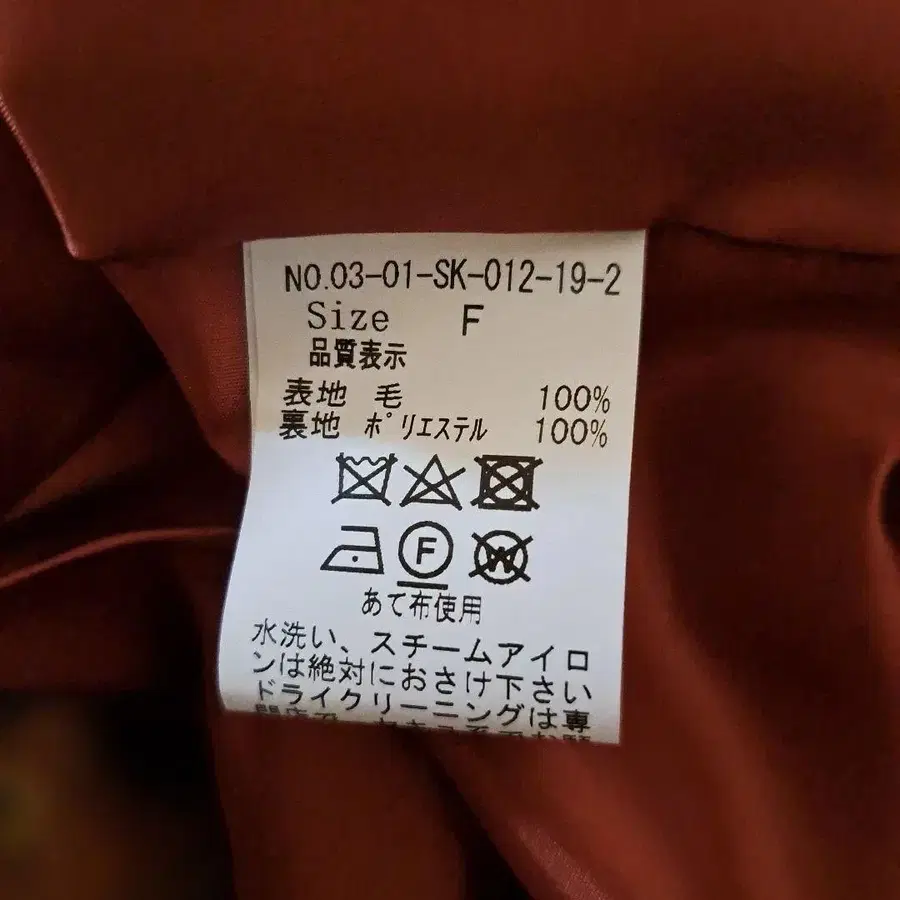 NO.03-01-SK-012-19-2
Size F
品質表示
表地 毛 100%
裏地 ポリエステル 100%
F
W
あて布使用
水洗い、スチームアイロ
ンは絶対におさけ下さい
ドライクリーニングは専
門店で、